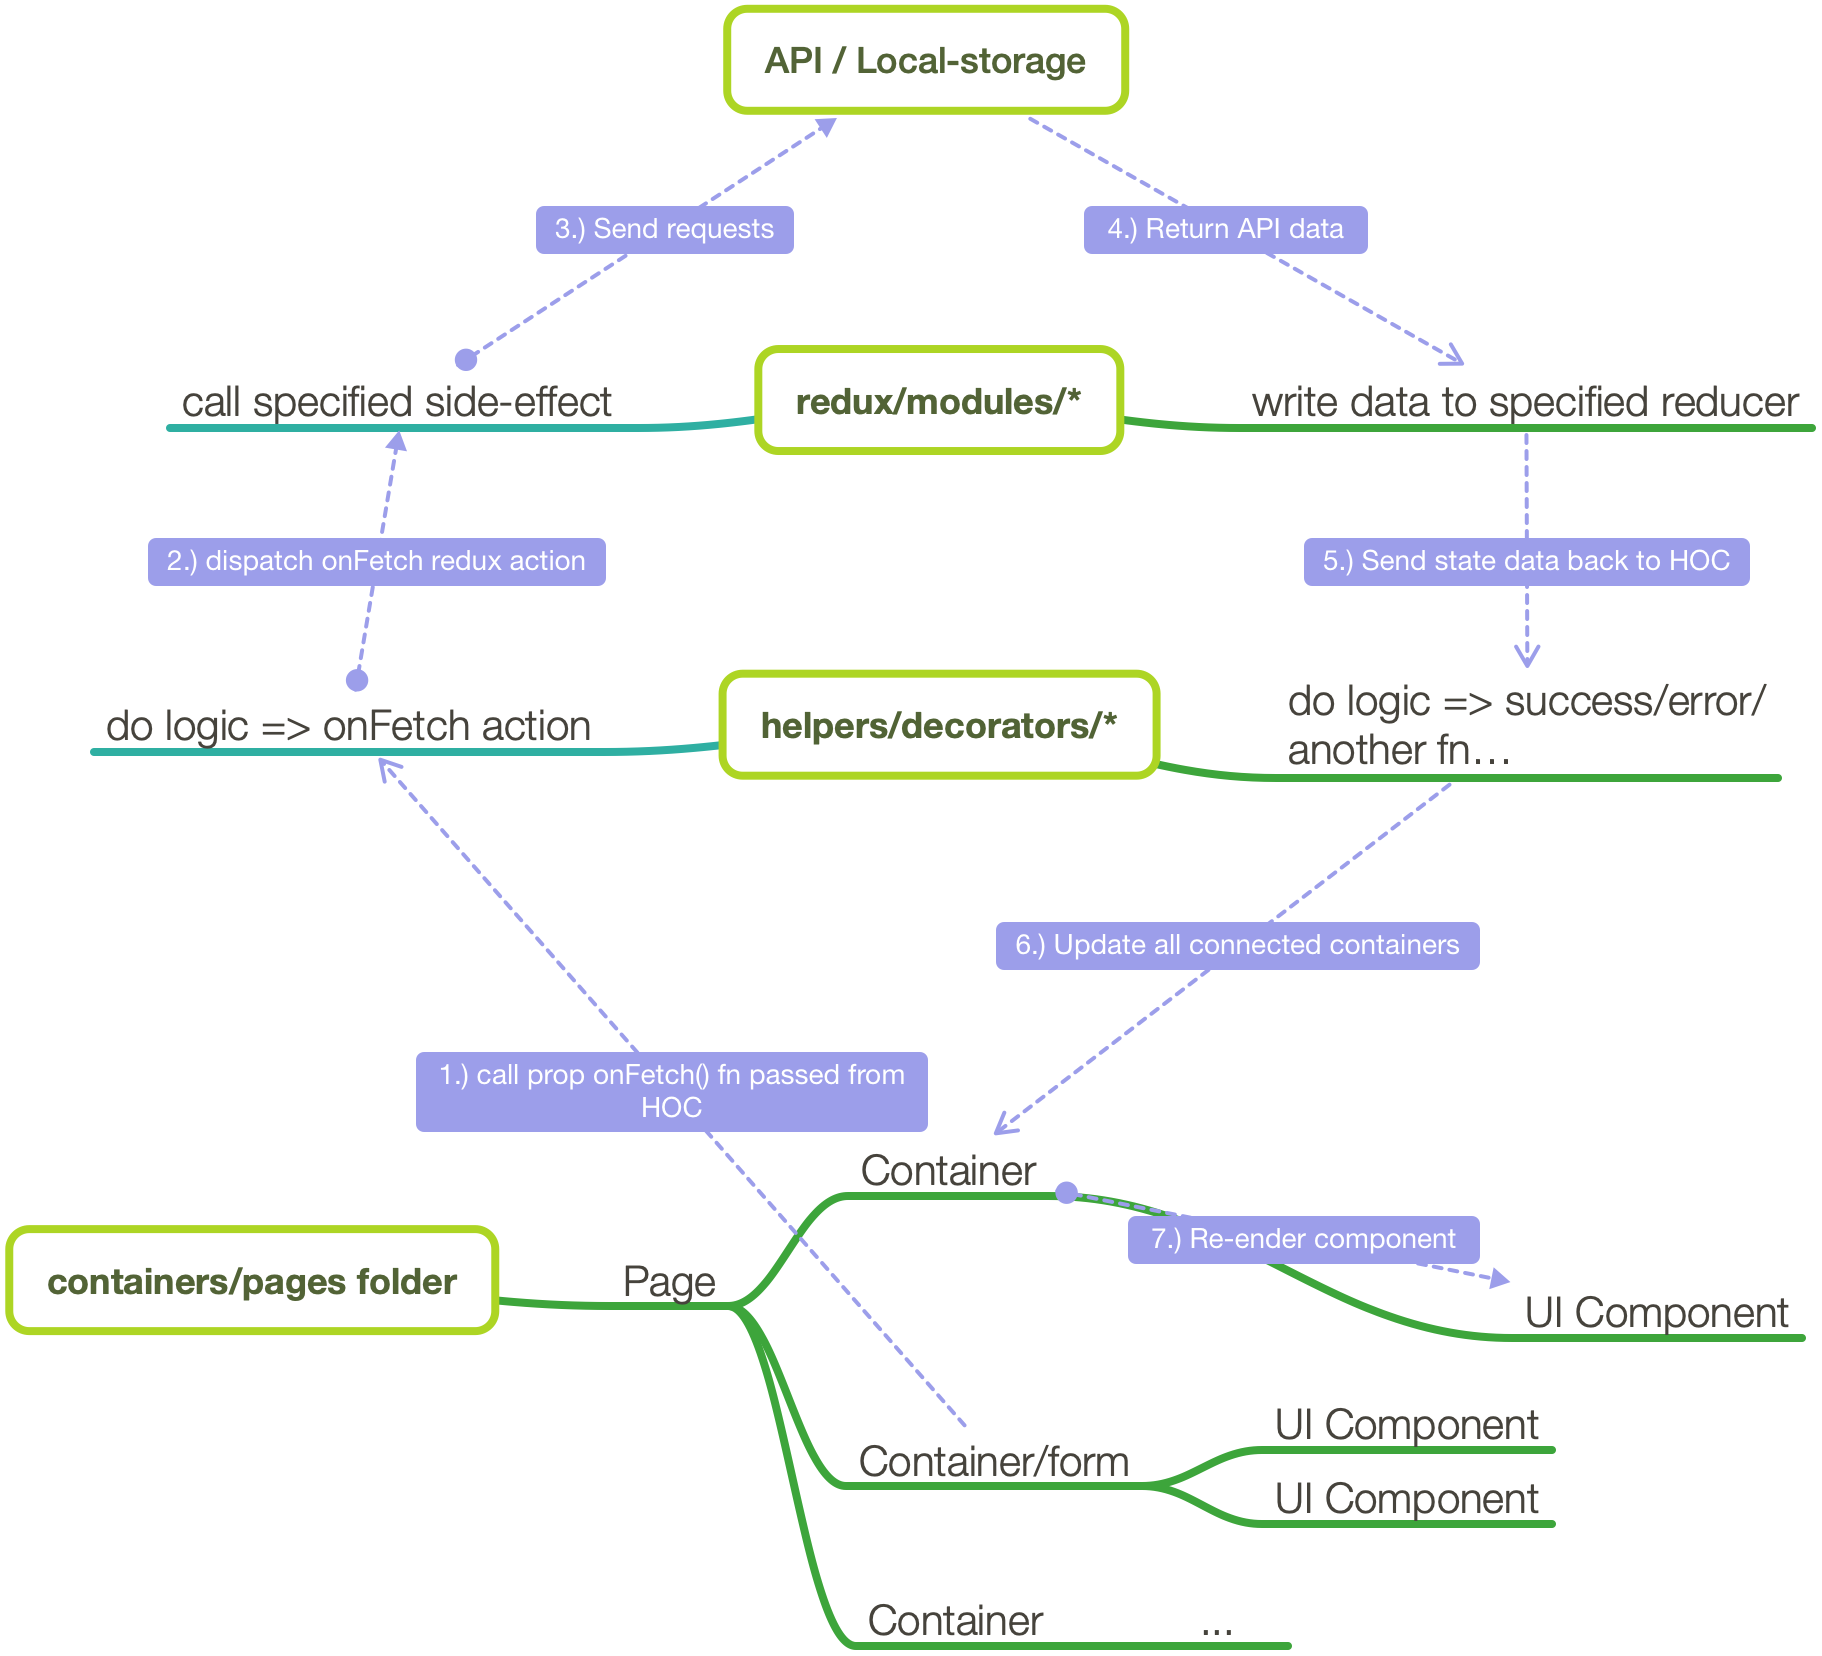 API / Local-storage
3.) Send requests
4.) Return API data
call specified side-effect
redux/modules/*
write data to specified reducer
2.) dispatch onFetch redux action
5.) Send state data back to HOC
do logic => onFetch action
helpers/decorators/*
do logic => success/error/
another fn...
6.) Update all connected containers
1.) call prop onFetch() fn passed from
HOC
Container
7.) Re-ender component
containers/pages folder
Page
UI Component
Container/form
UI Component
UI Component
Container
...